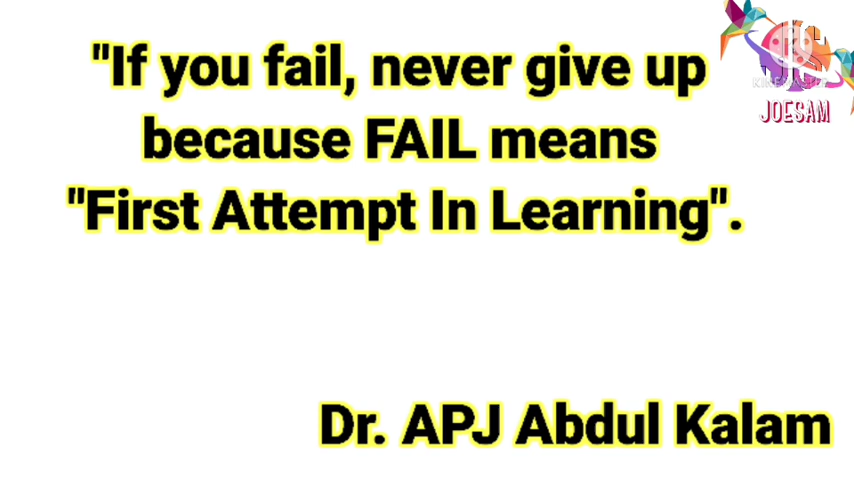 "If you fail, never give up
because FAIL means
"First Attempt In Learning".
Dr. APJ Abdul Kalam
JOESAM